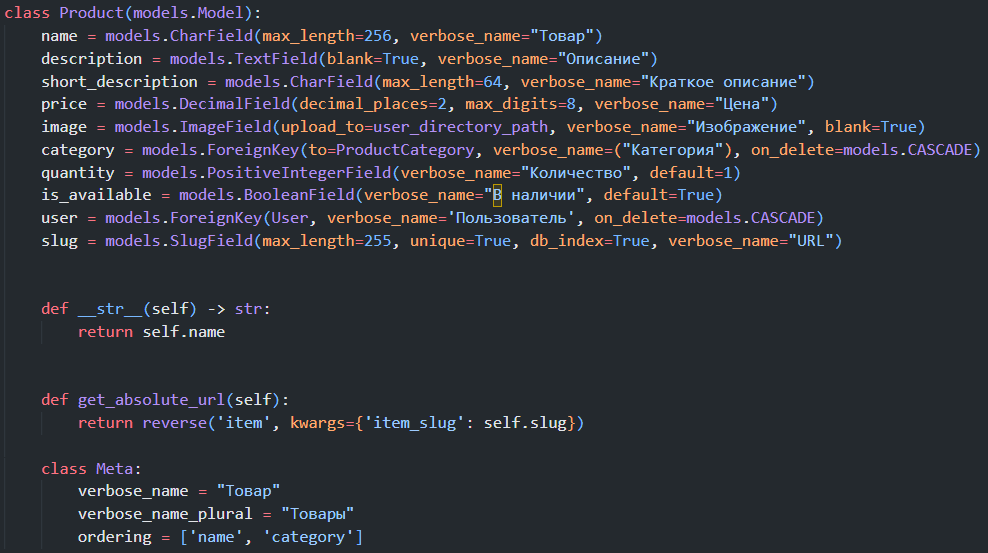 class Product(models.Model):
    name = models.CharField(max_length=256, verbose_name="Товар")
    description = models.TextField(blank=True, verbose_name="Описание")
    short_description = models.CharField(max_length=64, verbose_name="Краткое описание")
    price = models.DecimalField(decimal_places=2, max_digits=8, verbose_name="Цена")
    image = models.ImageField(upload_to=user_directory_path, verbose_name="Изображение", blank=True)
    category = models.ForeignKey(to=ProductCategory, verbose_name=("Категория"), on_delete=models.CASCADE)
    quantity = models.PositiveIntegerField(verbose_name="Количество", default=1)
    is_available = models.BooleanField(verbose_name="В наличии", default=True)
    user = models.ForeignKey(User, verbose_name='Пользователь', on_delete=models.CASCADE)
    slug = models.SlugField(max_length=255, unique=True, db_index=True, verbose_name="URL")
    def __str__(self) -> str:
        return self.name
    def get_absolute_url(self):
        return reverse('item', kwargs={'item_slug': self.slug})
    class Meta:
        verbose_name = "Товар"
        verbose_name_plural = "Товары"
        ordering = ['name', 'category']